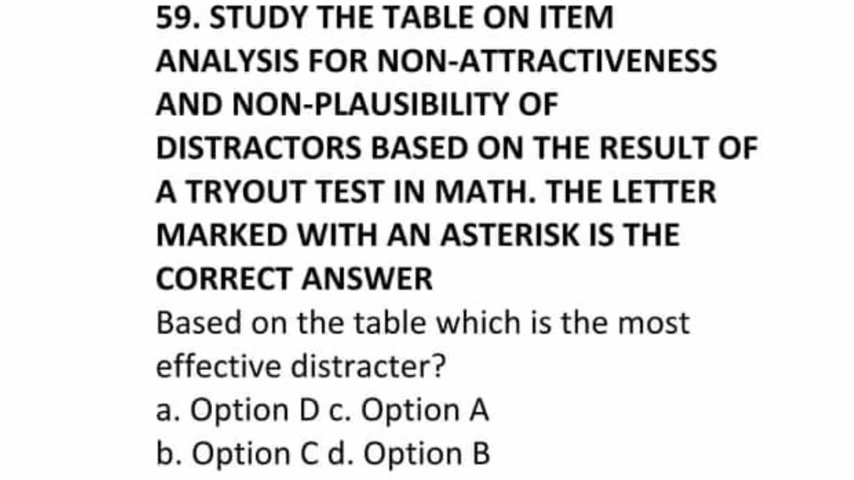 59. STUDY THE TABLE ON ITEM
ANALYSIS FOR NON-ATTRACTIVENESS
AND NON-PLAUSIBILITY OF
DISTRACTORS BASED ON THE RESULT OF
A TRYOUT TEST IN MATH. THE LETTER
MARKED WITH AN ASTERISK IS THE
CORRECT ANSWER
Based on the table which is the most
effective distracter?
a. Option D c. Option A
b. Option C d. Option B